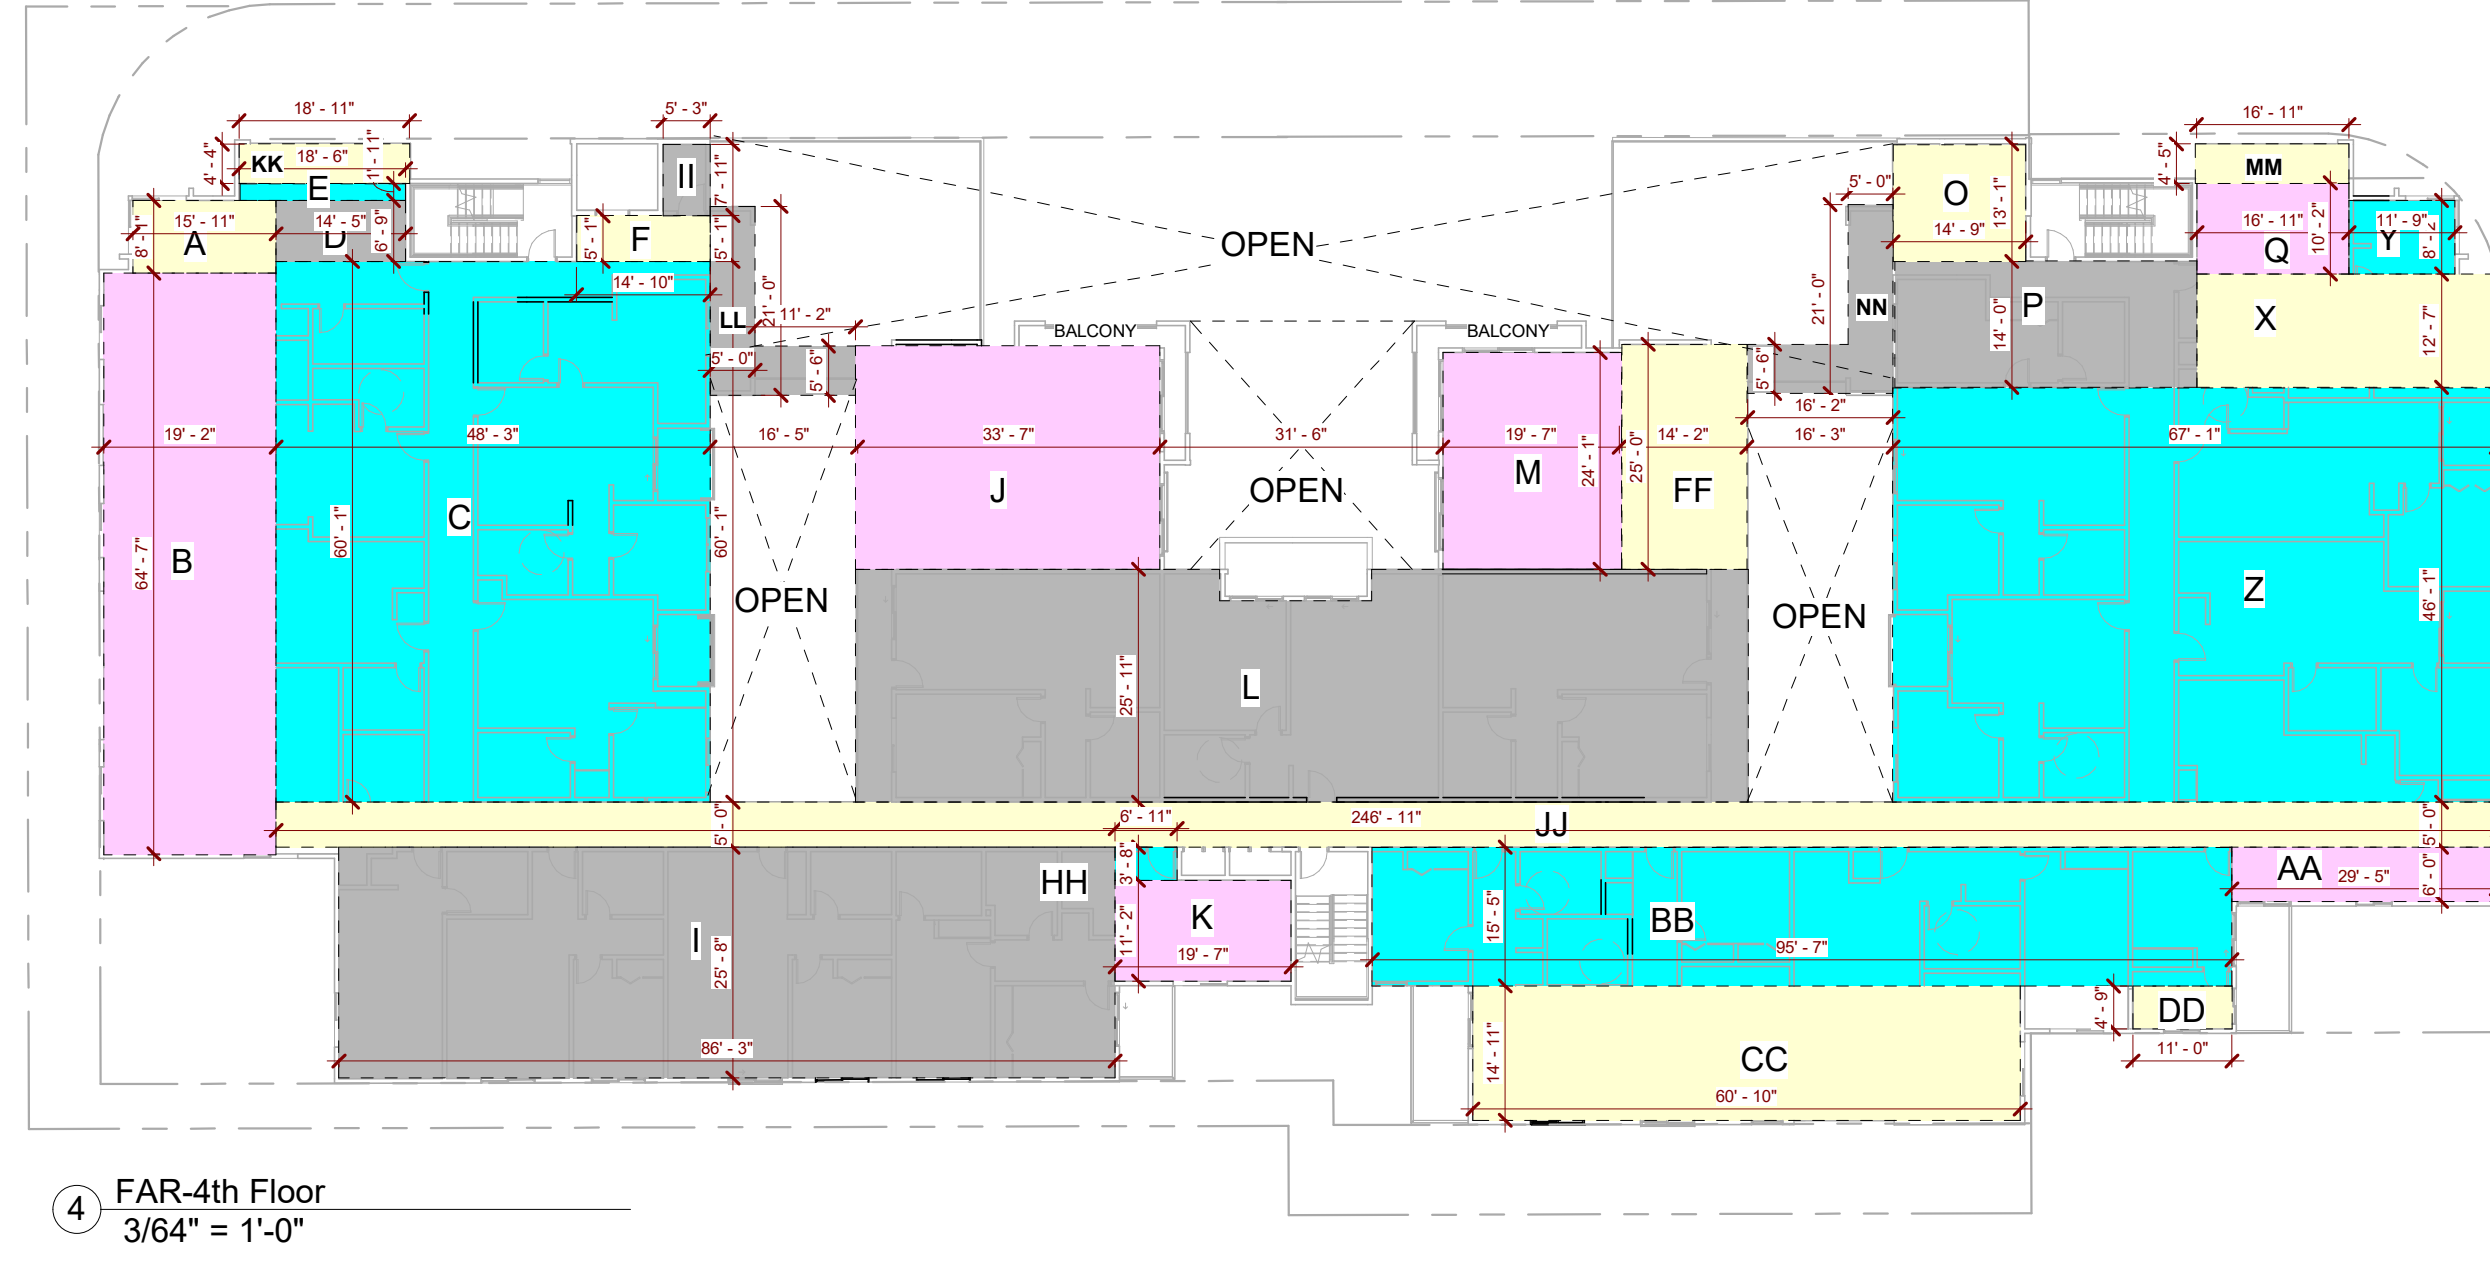 18' - 11"
5' - 3"
16' - 11"
4' - 4"
KK
18' - 6"
1' - 11"
E
II
7' - 11"
4' - 5"
MM
8' - 1"
15' - 11"
A
14' - 5"
D
6' - 9"
5' - 11"
F
5' - 11"
OPEN
5' - 0"
O
13' - 1"
14' - 9"
16' - 11"
10' - 2"
Q
11' - 9"
Y
8' - 2"
14' - 10"
LL
21' - 0"
11' - 2"
5' - 0"
5' - 6"
BALCONY
BALCONY
21' - 0"
NN
5' - 6"
14' - 0"
P
X
12' - 7"
19' - 2"
48' - 3"
16' - 5"
33' - 7"
31' - 6"
19' - 7"
14' - 2"
16' - 2"
16' - 3"
67' - 1"
J
OPEN
M
24' - 1"
25' - 0"
FF
64' - 7"
B
60' - 1"
C
60' - 1"
OPEN
25' - 11"
L
OPEN
Z
46' - 1"
5' - 0"
6' - 11"
246' - 11"
JJ
5' - 0"
HH
3' - 8"
AA
29' - 5"
6' - 0"
I
25' - 8"
11' - 2"
K
19' - 7"
15' - 5"
BB
95' - 7"
86' - 3"
14' - 11"
CC
60' - 10"
4' - 9"
DD
11' - 0"
4
FAR-4th Floor
3/64" = 1'-0"